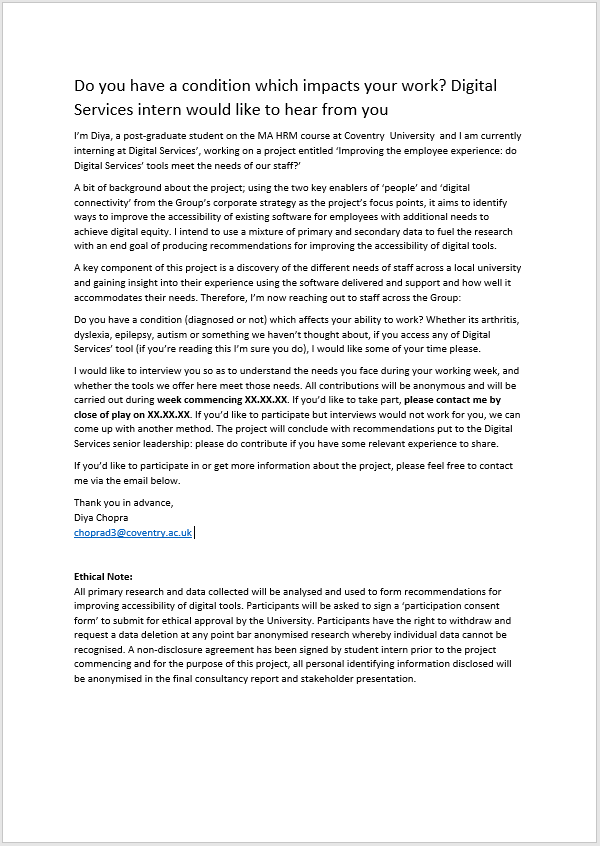 Do you have a condition which impacts your work? Digital
Services intern would like to hear from you
I'm Diya, a post-graduate student on the MA HRM course at Coventry  University  and I am currently
interning at Digital Services', working on a project entitled 'Improving the employee experience: do
Digital Services' tools meet the needs of our staff?'
A bit of background about the project; using the two key enablers of 'people' and 'digital
connectivity' from the Group's corporate strategy as the project's focus points, it aims to identify
ways to improve the accessibility of existing software for employees with additional needs to
achieve digital equity. I intend to use a mixture of primary and secondary data to fuel the research
with an end goal of producing recommendations for improving the accessibility of digital tools.
A key component of this project is a discovery of the different needs of staff across a local university
and gaining insight into their experience using the software delivered and support and how well it
accommodates their needs. Therefore, I'm now reaching out to staff across the Group:
Do you have a condition (diagnosed or not) which affects your ability to work? Whether its arthritis,
dyslexia, epilepsy, autism or something we haven't thought about, if you access any of Digital
Services' tool (if you're reading this I'm sure you do), I would like some of your time please.
I would like to interview you so as to understand the needs you face during your working week, and
whether the tools we offer here meet those needs. All contributions will be anonymous and will be
carried out during week commencing XX.XX.XX. If you'd like to take part, please contact me by
close of play on XX.XX.XX. If you'd like to participate but interviews would not work for you, we can
come up with another method. The project will conclude with recommendations put to the Digital
Services senior leadership: please do contribute if you have some relevant experience to share.
If you'd like to participate in or get more information about the project, please feel free to contact
me via the email below.
Thank you in advance,
Diya Chopra
choprad3@coventry.ac.uk
Ethical Note:
All primary research and data collected will be analysed and used to form recommendations for
improving accessibility of digital tools. Participants will be asked to sign a 'participation consent
form' to submit for ethical approval by the University. Participants have the right to withdraw and
request a data deletion at any point bar anonymised research whereby individual data cannot be
recognised. A non-disclosure agreement has been signed by student intern prior to the project
commencing and for the purpose of this project, all personal identifying information disclosed will
be anonymised in the final consultancy report and stakeholder presentation.